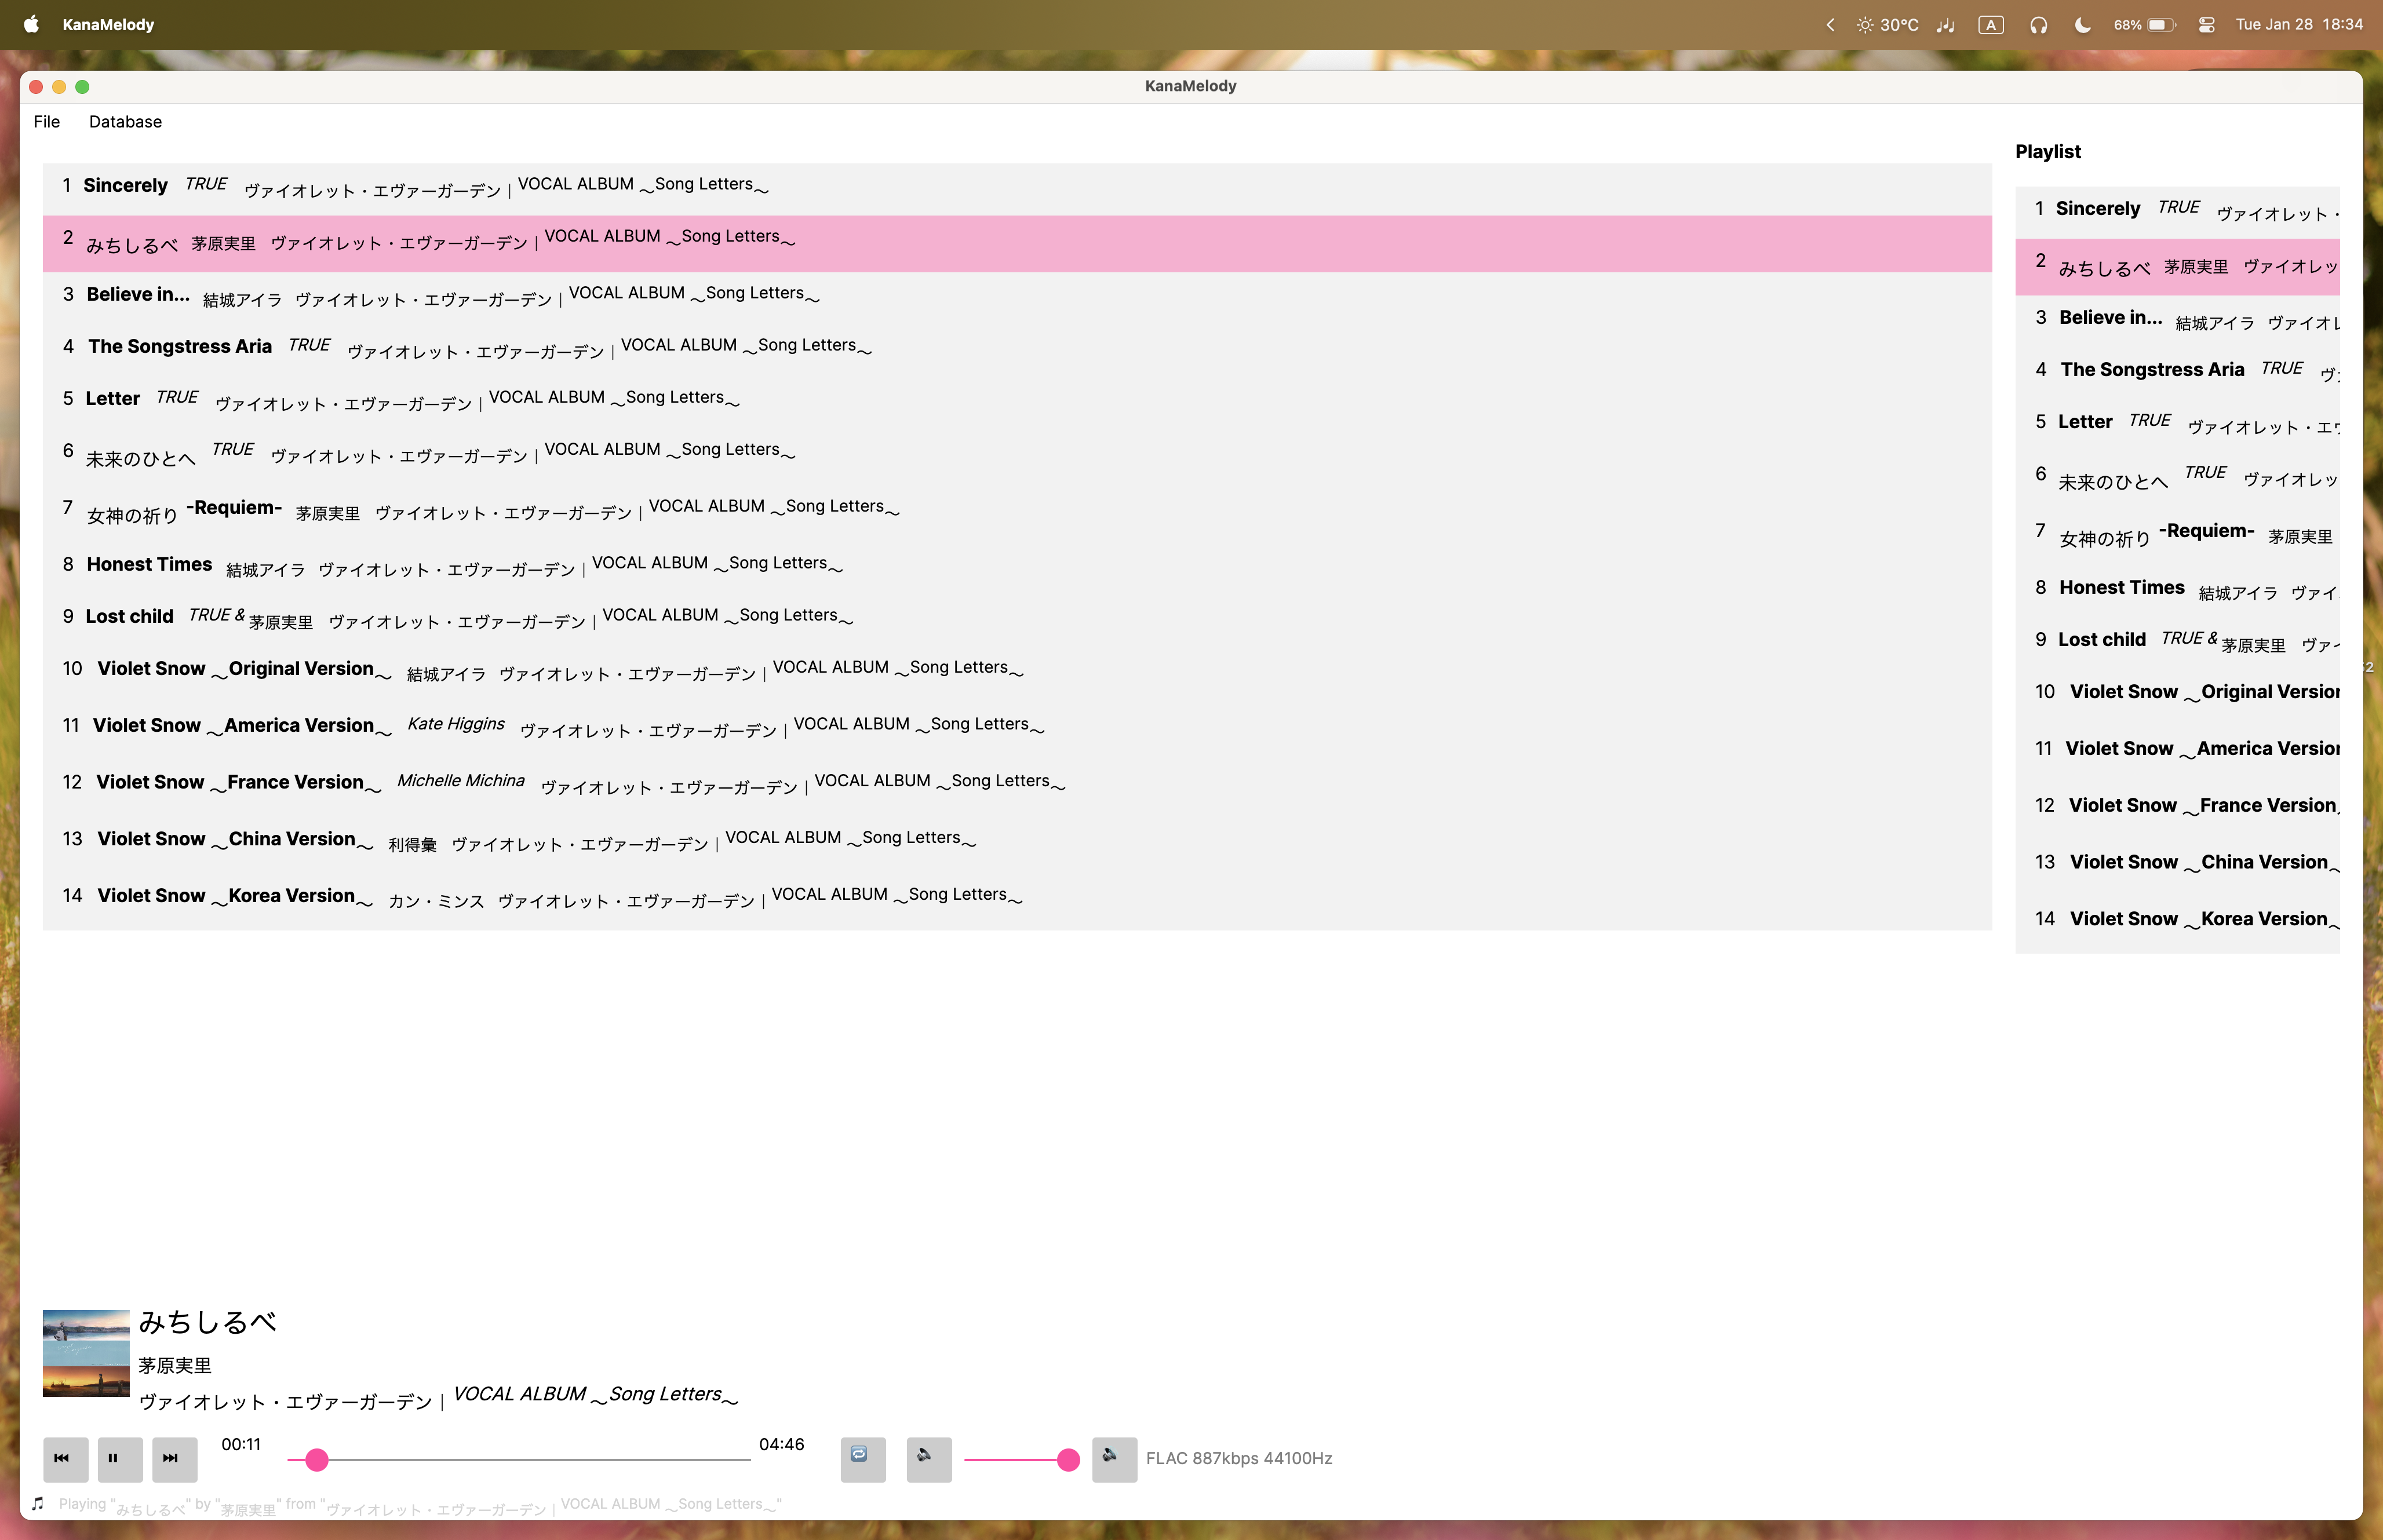 KanaMelody
30°C A 68% Tue Jan 28 18:34
KanaMelody
File Database
1 Sincerely TRUE ヴァイオレット・エヴァーガーデン | VOCAL ALBUM ～Song Letters～
2 みちしるべ 茅原実里 ヴァイオレット・エヴァーガーデン | VOCAL ALBUM ～Song Letters～
3 Believe in... 結城アイラ ヴァイオレット・エヴァーガーデン | VOCAL ALBUM ～Song Letters～
4 The Songstress Aria TRUE ヴァイオレット・エヴァーガーデン | VOCAL ALBUM ～Song Letters～
5 Letter TRUE ヴァイオレット・エヴァーガーデン | VOCAL ALBUM ～Song Letters～
6 未来のひとへ TRUE ヴァイオレット・エヴァーガーデン | VOCAL ALBUM ～Song Letters～
7 女神の祈り -Requiem- 茅原実里 ヴァイオレット・エヴァーガーデン | VOCAL ALBUM ～Song Letters～
8 Honest Times 結城アイラ ヴァイオレット・エヴァーガーデン | VOCAL ALBUM ～Song Letters～
9 Lost child TRUE & 茅原実里 ヴァイオレット・エヴァーガーデン | VOCAL ALBUM ～Song Letters～
10 Violet Snow ～Original Version～ 結城アイラ ヴァイオレット・エヴァーガーデン | VOCAL ALBUM ～Song Letters～
11 Violet Snow ～America Version～ Kate Higgins ヴァイオレット・エヴァーガーデン | VOCAL ALBUM ～Song Letters～
12 Violet Snow ～France Version～ Michelle Michina ヴァイオレット・エヴァーガーデン | VOCAL ALBUM ～Song Letters～
13 Violet Snow ～China Version～ 利得彙 ヴァイオレット・エヴァーガーデン | VOCAL ALBUM ～Song Letters～
14 Violet Snow ～Korea Version～ カン・ミンス ヴァイオレット・エヴァーガーデン | VOCAL ALBUM ～Song Letters～
Playlist
1 Sincerely TRUE ヴァイオレット・
2 みちしるべ 茅原実里 ヴァイオレッ
3 Believe in... 結城アイラ ヴァイオ
4 The Songstress Aria TRUE ヴ
5 Letter TRUE ヴァイオレット・エ
6 未来のひとへ TRUE ヴァイオレッ
7 女神の祈り -Requiem- 茅原実里
8 Honest Times 結城アイラ ヴァイ
9 Lost child TRUE & 茅原実里 ヴァ
10 Violet Snow ～Original Version
11 Violet Snow ～America Version
12 Violet Snow ～France Version
13 Violet Snow ～China Version～
14 Violet Snow ～Korea Version～
みちしるべ
茅原実里
ヴァイオレット・エヴァーガーデン | VOCAL ALBUM ～Song Letters～
00:11 04:46 FLAC 887kbps 44100Hz
Playing "みちしるべ" by "茅原実里" from "ヴァイオレット・エヴァーガーデン | VOCAL ALBUM ～Song Letters～"